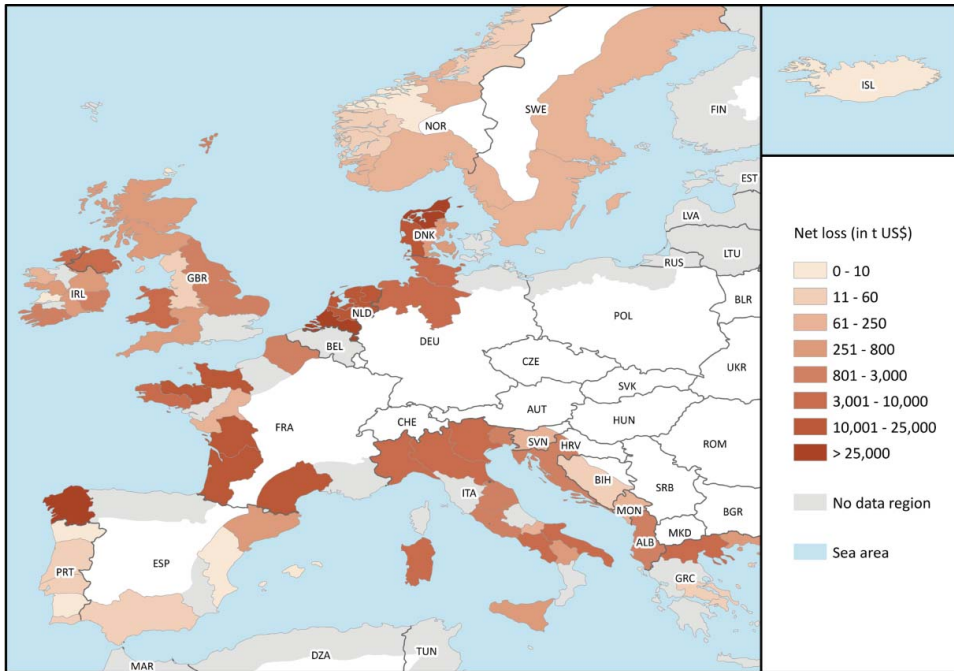 ISL
NOR
SWE
FIN
EST
LVA
LTU
RUS
DNK
GBR
IRL
NLD
BEL
DEU
POL
BLR
UKR
CZE
SVK
FRA
CHE
AUT
HUN
ROM
SVN
HRV
BIH
SRB
BGR
MON
MKD
ALB
ITA
ESP
PRT
GRC
MAR
DZA
TUN
Net loss (in t US$)
0 - 10
11 - 60
61 - 250
251 - 800
801 - 3,000
3,001 - 10,000
10,001 - 25,000
> 25,000
No data region
Sea area